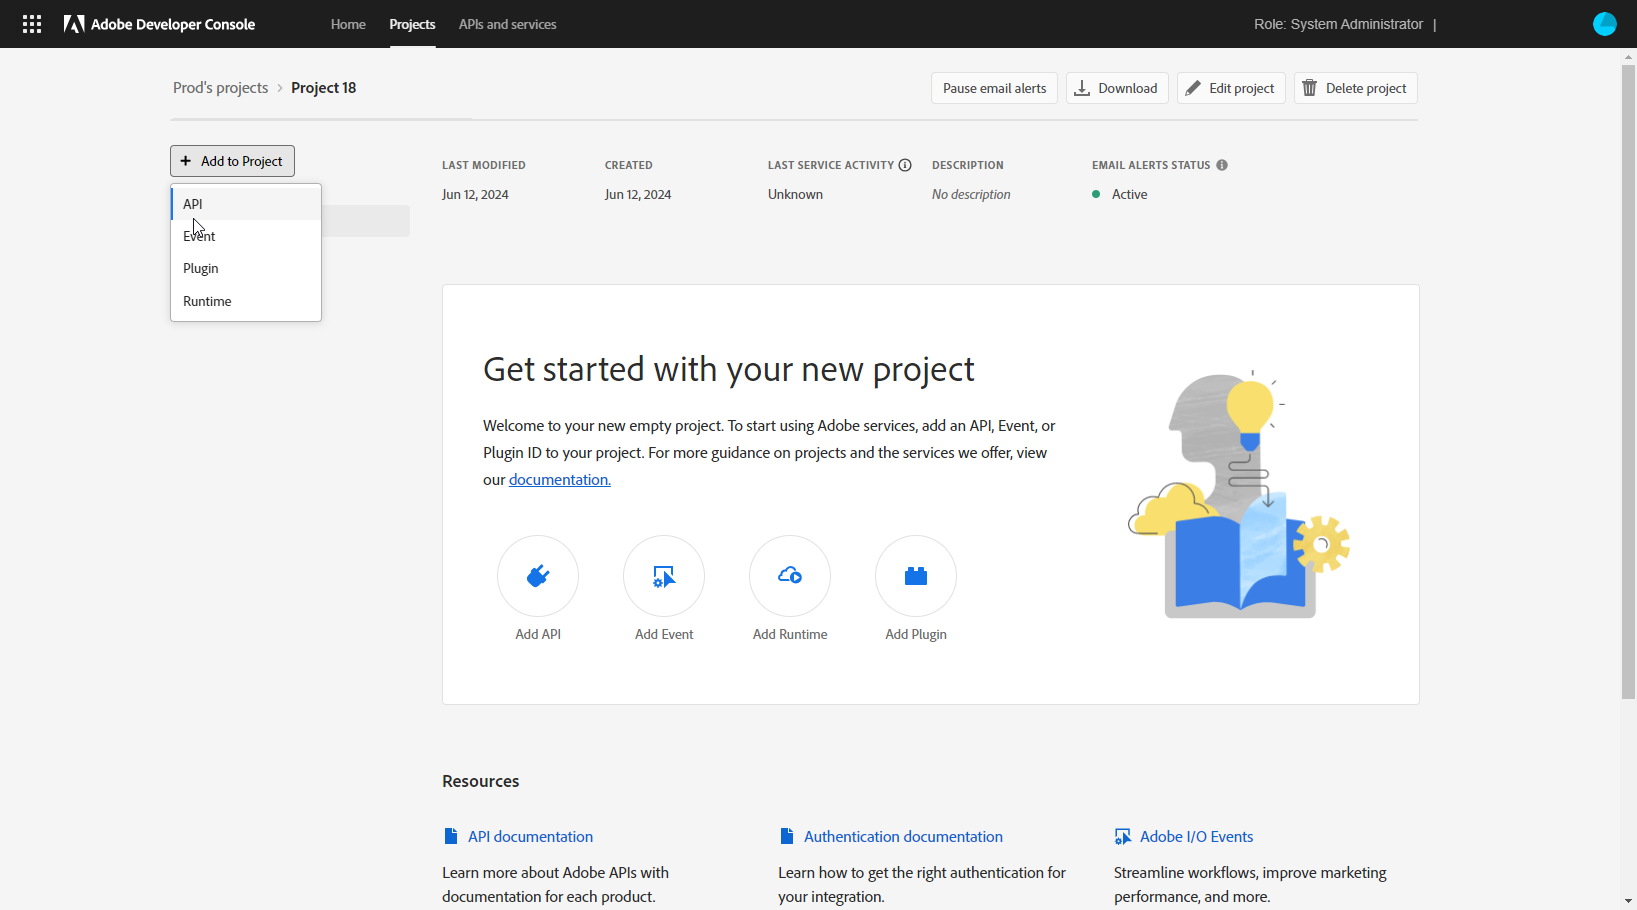 Adobe Developer Console
Home
Projects
APIs and services
Role: System Administrator |
Prod's projects > Project 18
Pause email alerts
Download
Edit project
Delete project
+ Add to Project
API
Event
Plugin
Runtime
LAST MODIFIED
Jun 12, 2024
CREATED
Jun 12, 2024
LAST SERVICE ACTIVITY
Unknown
DESCRIPTION
No description
EMAIL ALERTS STATUS
Active
Get started with your new project
Welcome to your new empty project. To start using Adobe services, add an API, Event, or
Plugin ID to your project. For more guidance on projects and the services we offer, view
our documentation.
Add API
Add Event
Add Runtime
Add Plugin
Resources
API documentation
Learn more about Adobe APIs with
documentation for each product.
Authentication documentation
Learn how to get the right authentication for
your integration.
Adobe I/O Events
Streamline workflows, improve marketing
performance, and more.